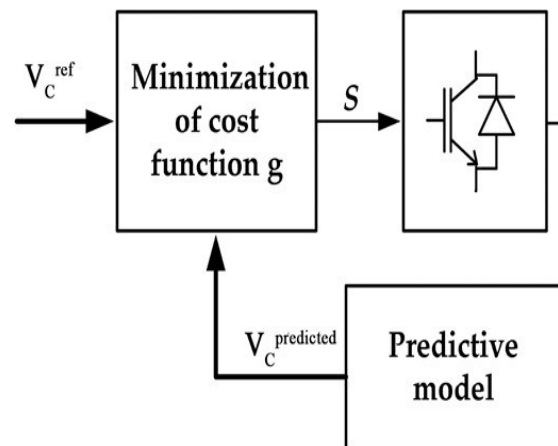 V_C^ref
Minimization
of cost
function g
S
V_C^predicted
Predictive
model